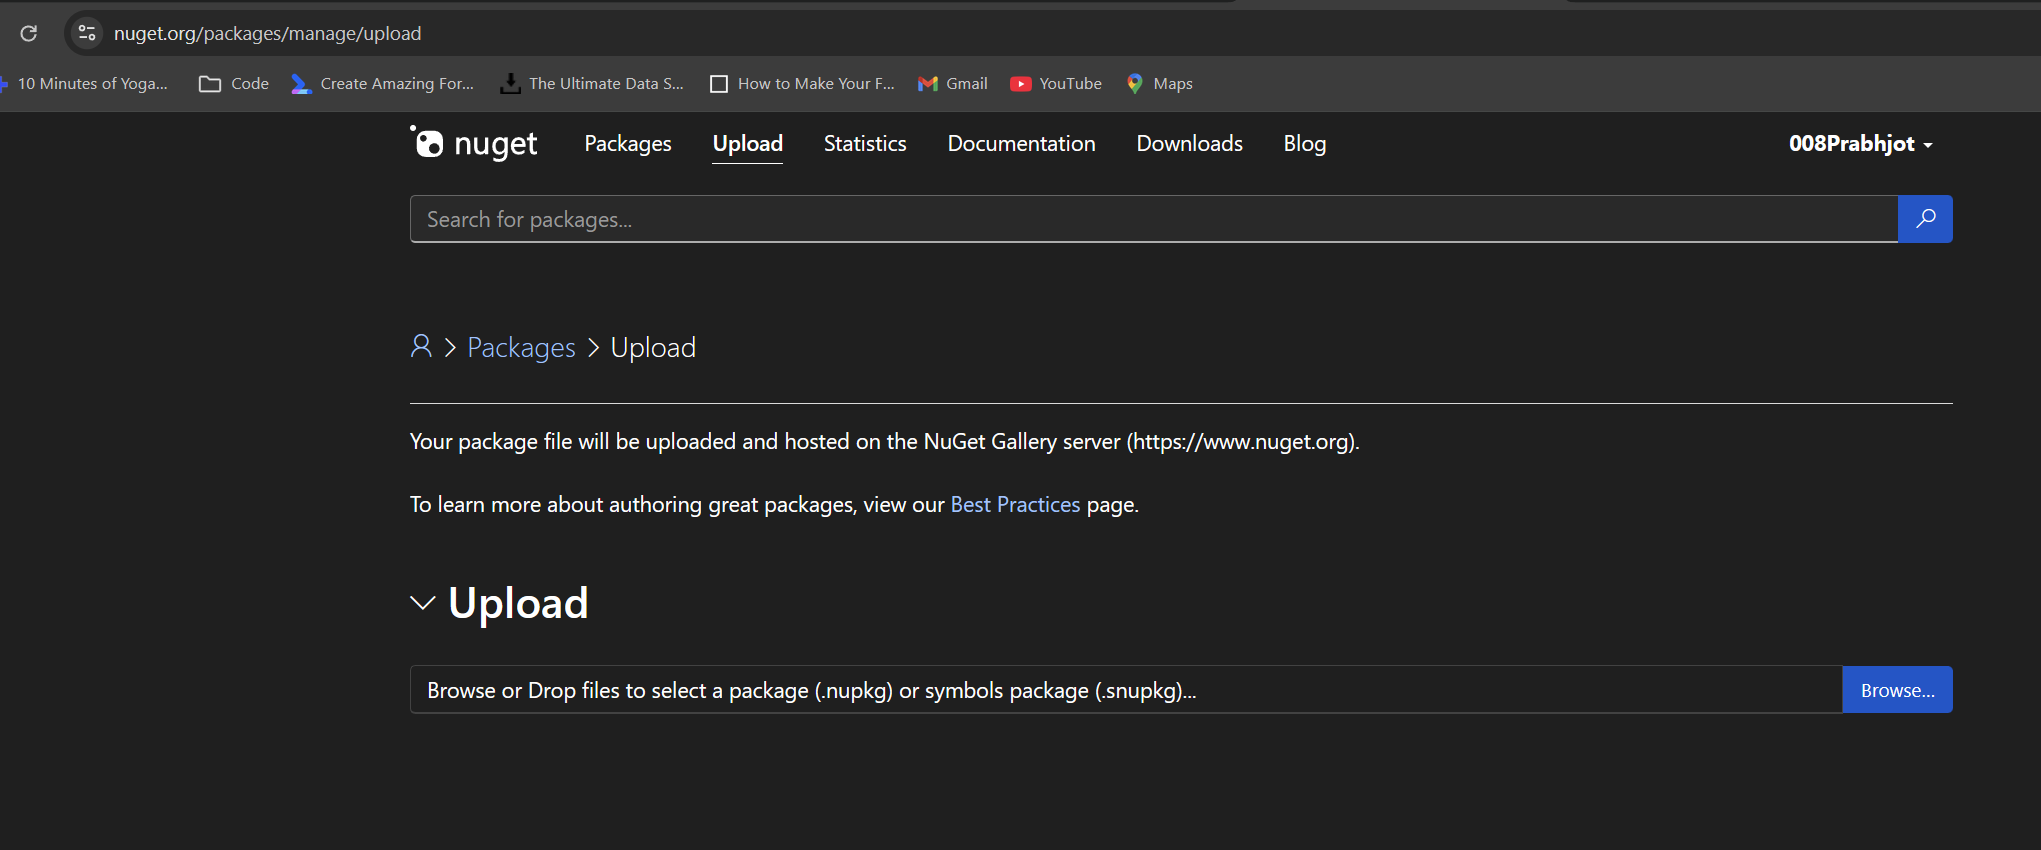 nuget.org/packages/manage/upload
10 Minutes of Yoga... Code Create Amazing For... The Ultimate Data S... How to Make Your F... Gmail YouTube Maps
nuget Packages Upload Statistics Documentation Downloads Blog 008Prabhjot
Search for packages...
Packages Upload
Your package file will be uploaded and hosted on the NuGet Gallery server (https://www.nuget.org).
To learn more about authoring great packages, view our Best Practices page.
Upload
Browse or Drop files to select a package (.nupkg) or symbols package (.snupkg)... Browse...